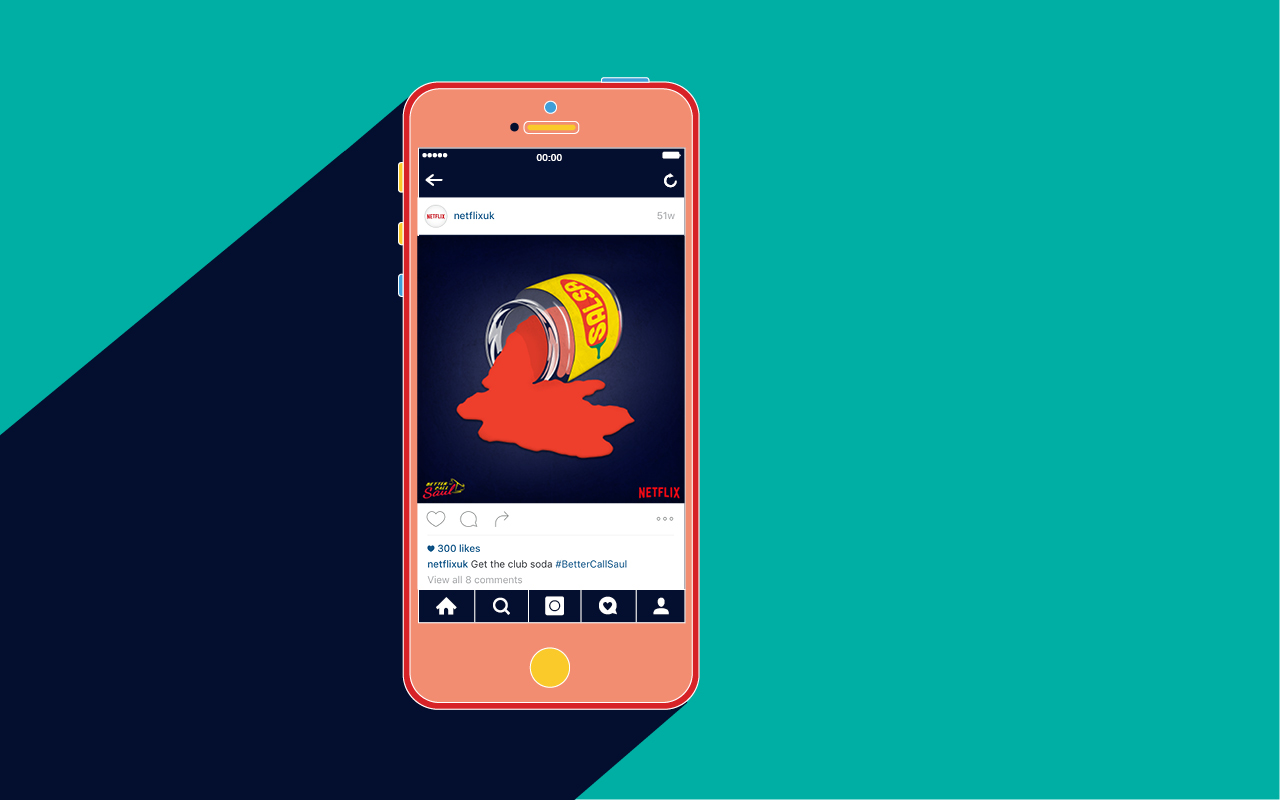 00:00
NETFLIX
netflixuk
51w
SALSA
BETTER
CALL
Saul
NETFLIX
300 likes
netflixuk Get the club soda #BetterCallSaul
View all 8 comments